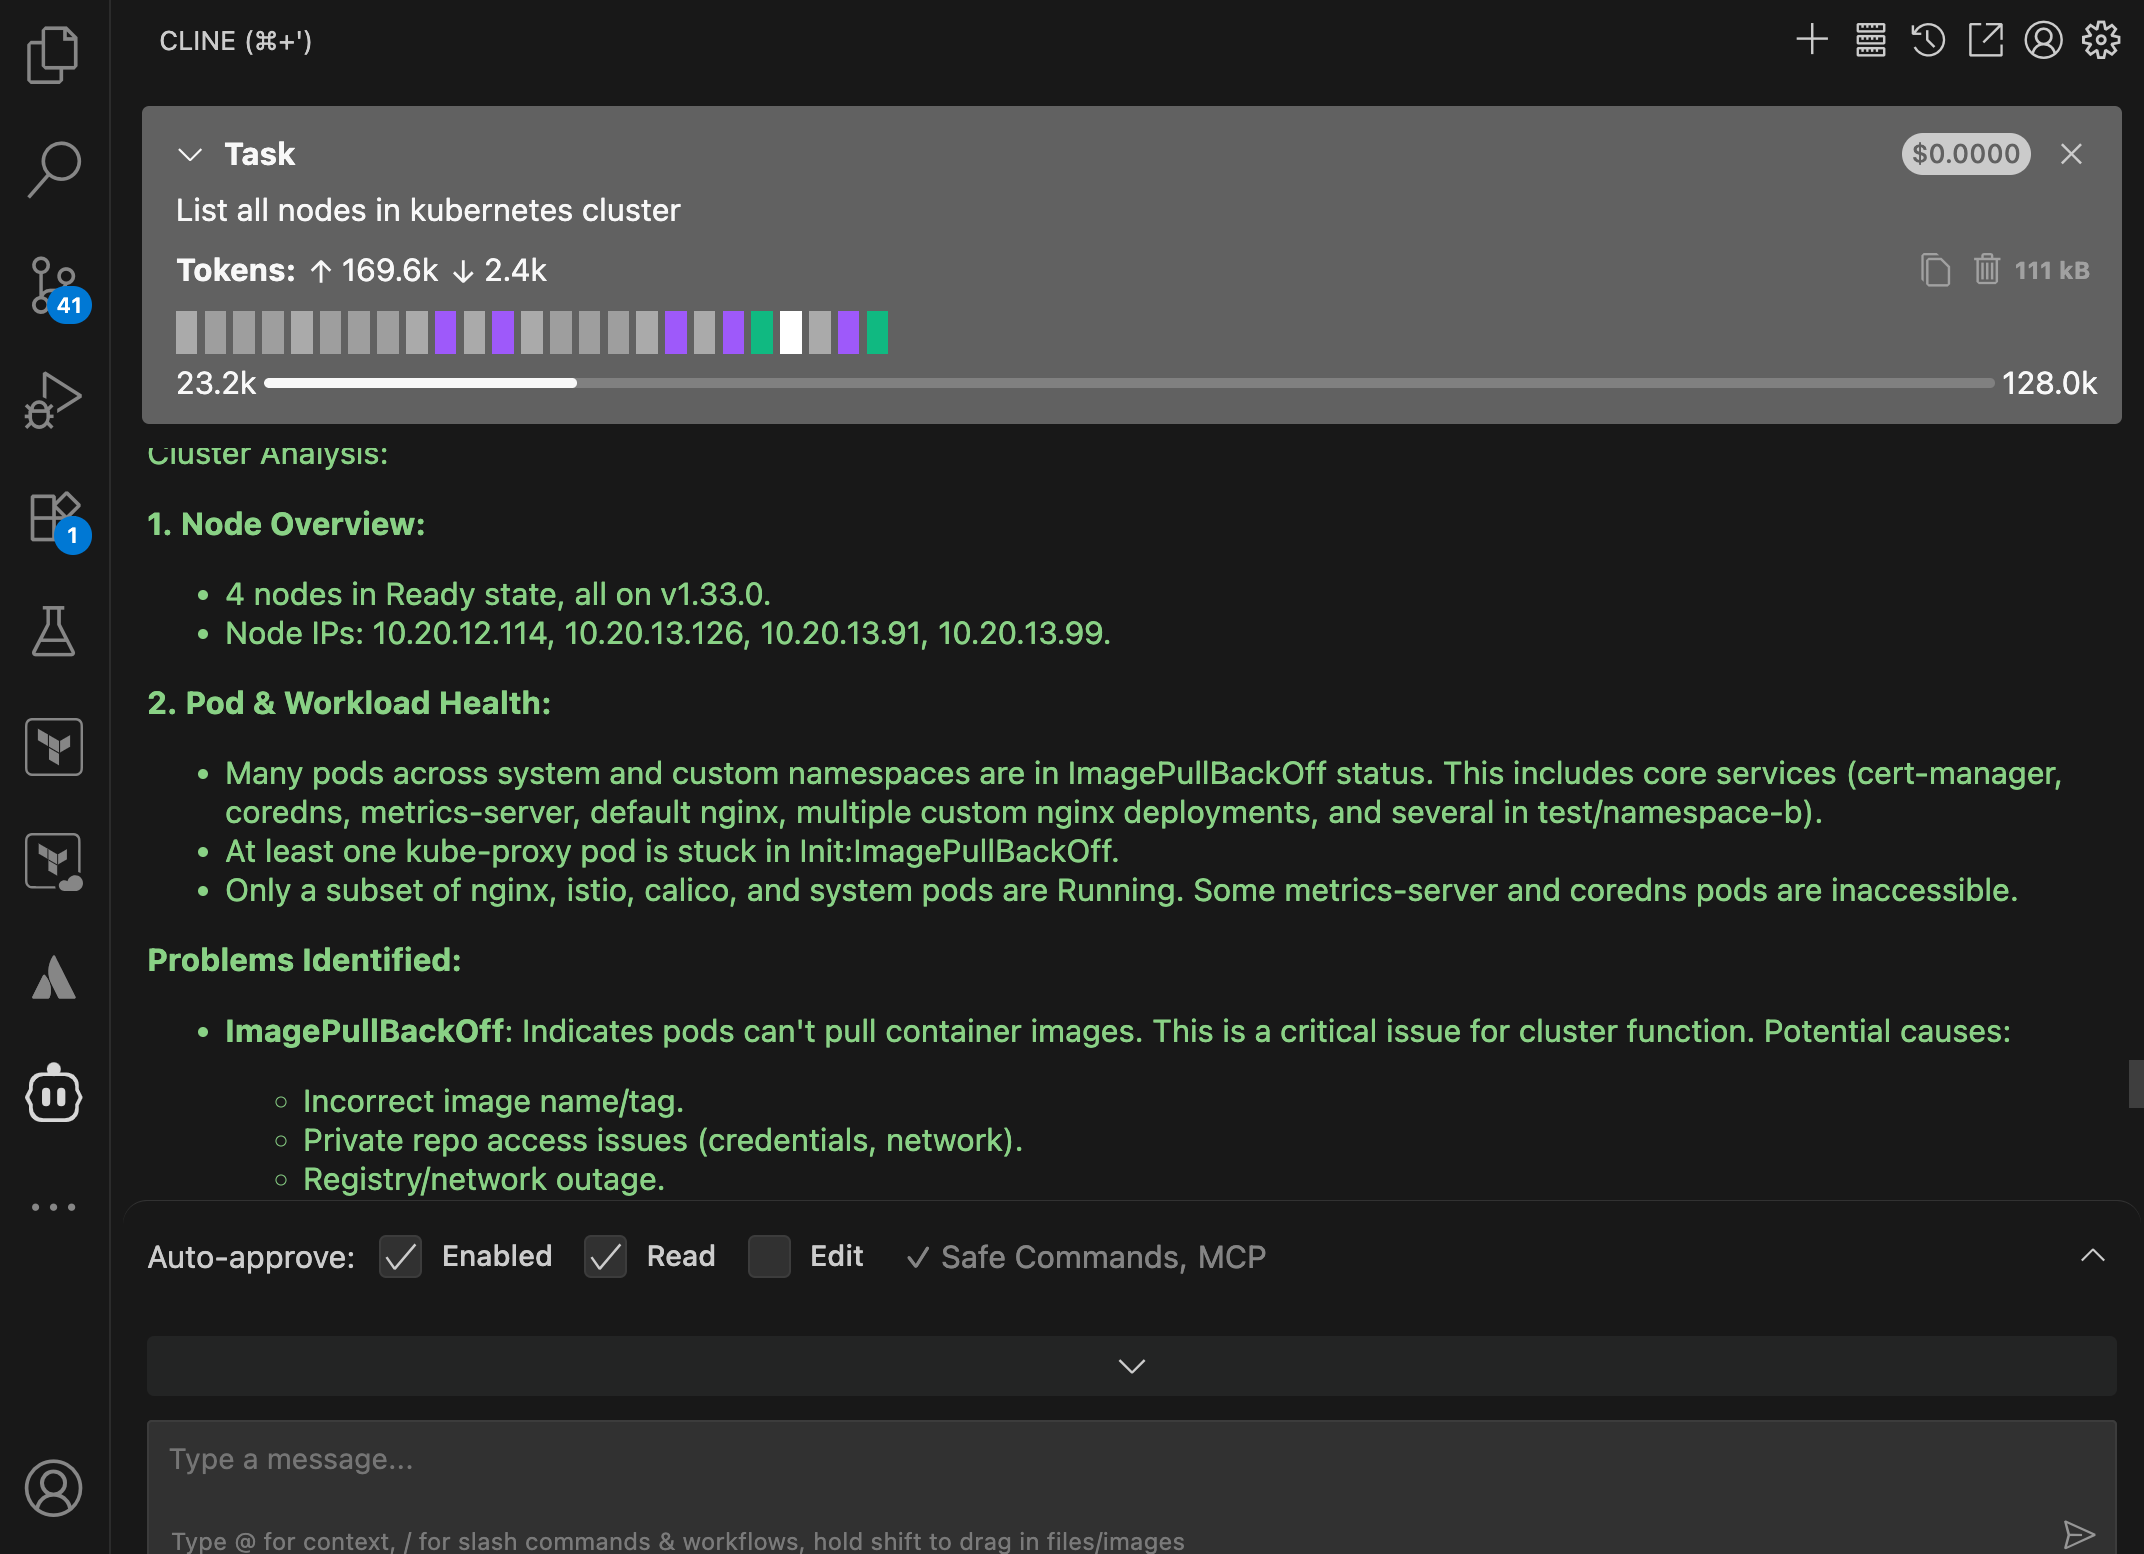 CLINE (⌘+')
Task
$0.0000
List all nodes in kubernetes cluster
Tokens: ↑ 169.6k ↓ 2.4k
111 kB
23.2k
128.0k
41
1
Cluster Analysis:
1. Node Overview:
• 4 nodes in Ready state, all on v1.33.0.
• Node IPs: 10.20.12.114, 10.20.13.126, 10.20.13.91, 10.20.13.99.
2. Pod & Workload Health:
• Many pods across system and custom namespaces are in ImagePullBackOff status. This includes core services (cert-manager,
coredns, metrics-server, default nginx, multiple custom nginx deployments, and several in test/namespace-b).
• At least one kube-proxy pod is stuck in Init:ImagePullBackOff.
• Only a subset of nginx, istio, calico, and system pods are Running. Some metrics-server and coredns pods are inaccessible.
Problems Identified:
• ImagePullBackOff: Indicates pods can't pull container images. This is a critical issue for cluster function. Potential causes:
○ Incorrect image name/tag.
○ Private repo access issues (credentials, network).
○ Registry/network outage.
Auto-approve: ✓ Enabled ✓ Read Edit ✓ Safe Commands, MCP
Type a message...
Type @ for context, / for slash commands & workflows, hold shift to drag in files/images